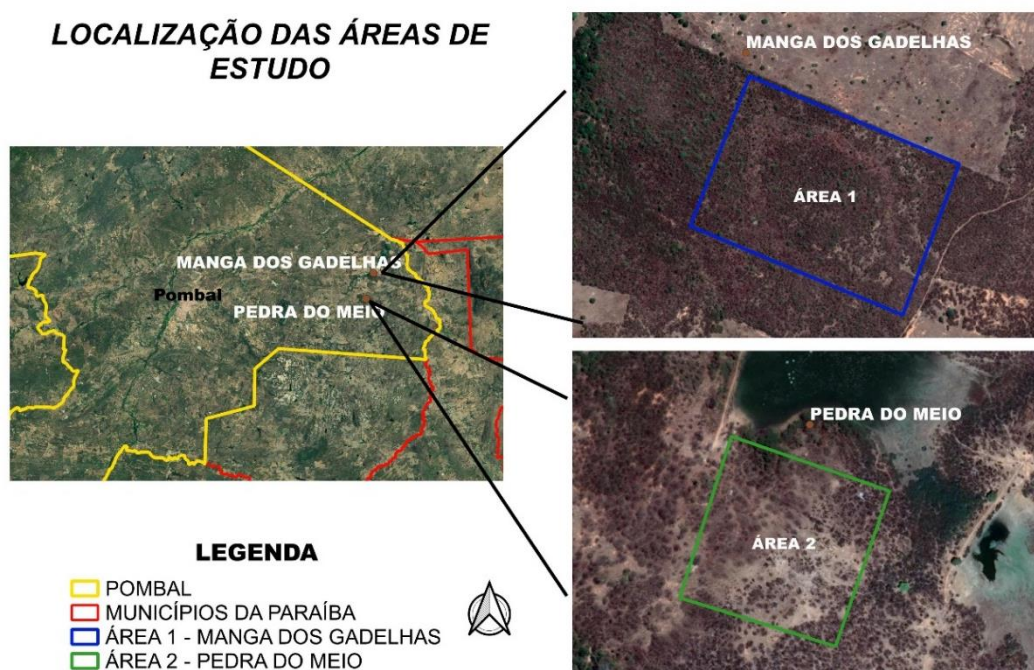 LOCALIZAÇÃO DAS ÁREAS DE
ESTUDO
MANGA DOS GADELHAS
Pombal
PEDRA DO MEIO
MANGA DOS GADELHAS
ÁREA 1
PEDRA DO MEIO
ÁREA 2
LEGENDA
POMBAL
MUNICÍPIOS DA PARAÍBA
ÁREA 1 - MANGA DOS GADELHAS
ÁREA 2 - PEDRA DO MEIO